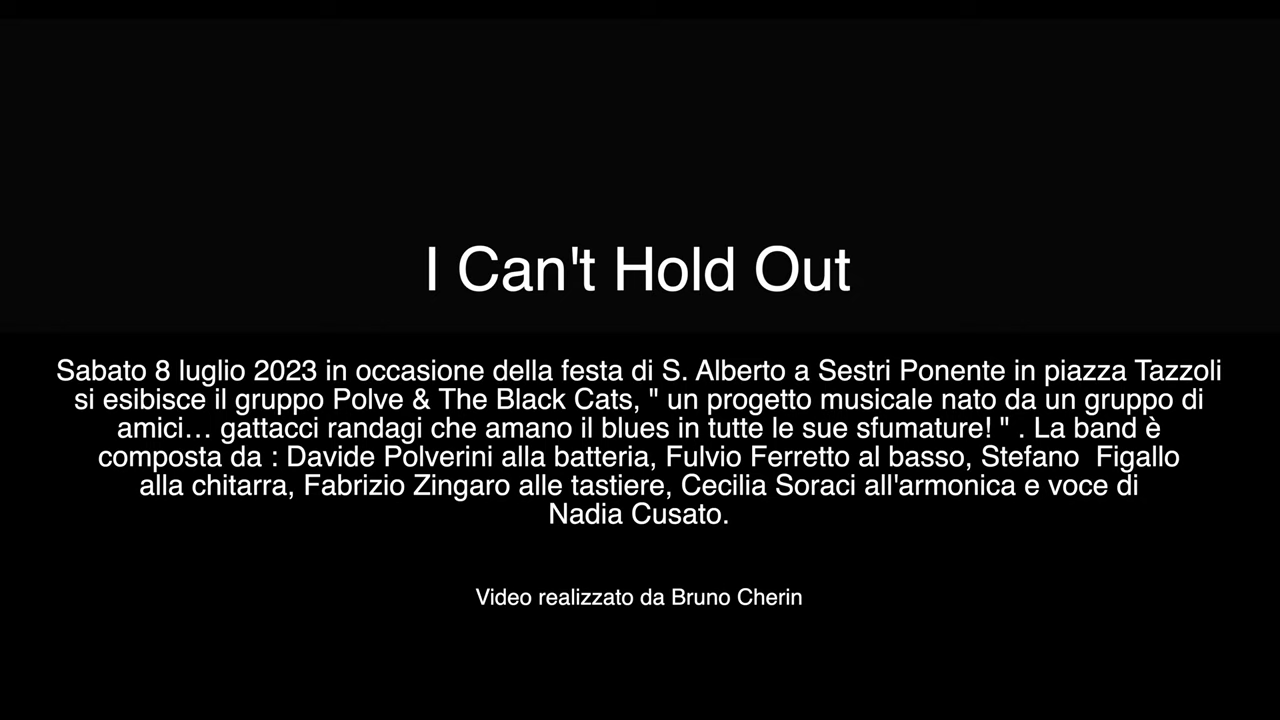 I Can't Hold Out
Sabato 8 luglio 2023 in occasione della festa di S. Alberto a Sestri Ponente in piazza Tazzoli
si esibisce il gruppo Polve & The Black Cats, " un progetto musicale nato da un gruppo di
amici… gattacci randagi che amano il blues in tutte le sue sfumature! " . La band è
composta da : Davide Polverini alla batteria, Fulvio Ferretto al basso, Stefano  Figallo
alla chitarra, Fabrizio Zingaro alle tastiere, Cecilia Soraci all'armonica e voce di
Nadia Cusato.
Video realizzato da Bruno Cherin